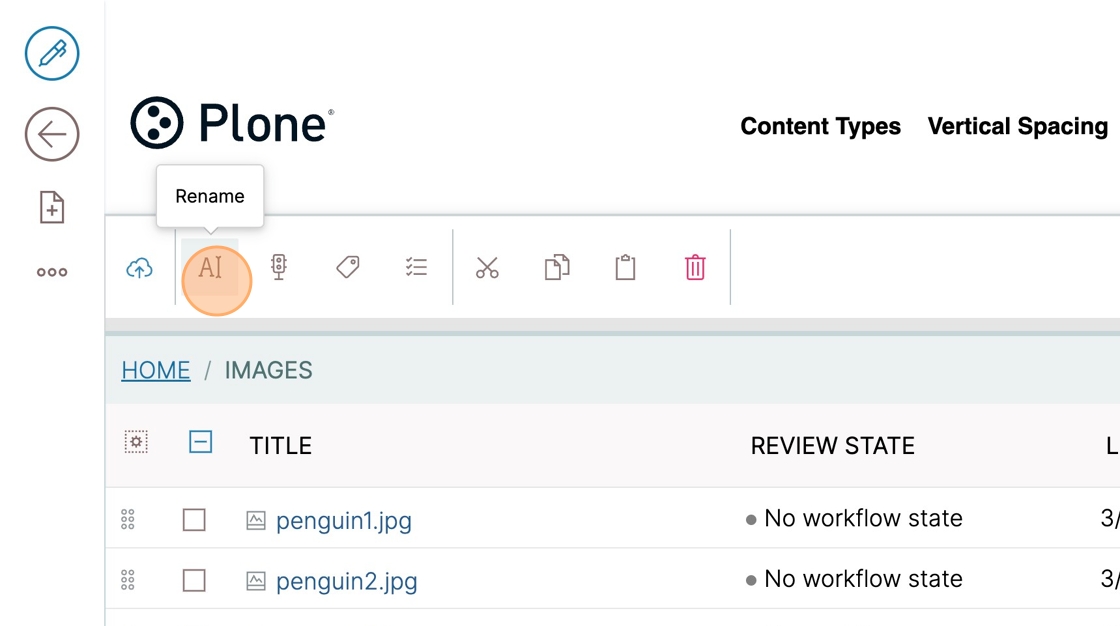 Plone®
Content Types Vertical Spacing
Rename
AI
HOME / IMAGES
TITLE REVIEW STATE L
penguin1.jpg No workflow state 3/
penguin2.jpg No workflow state 3/